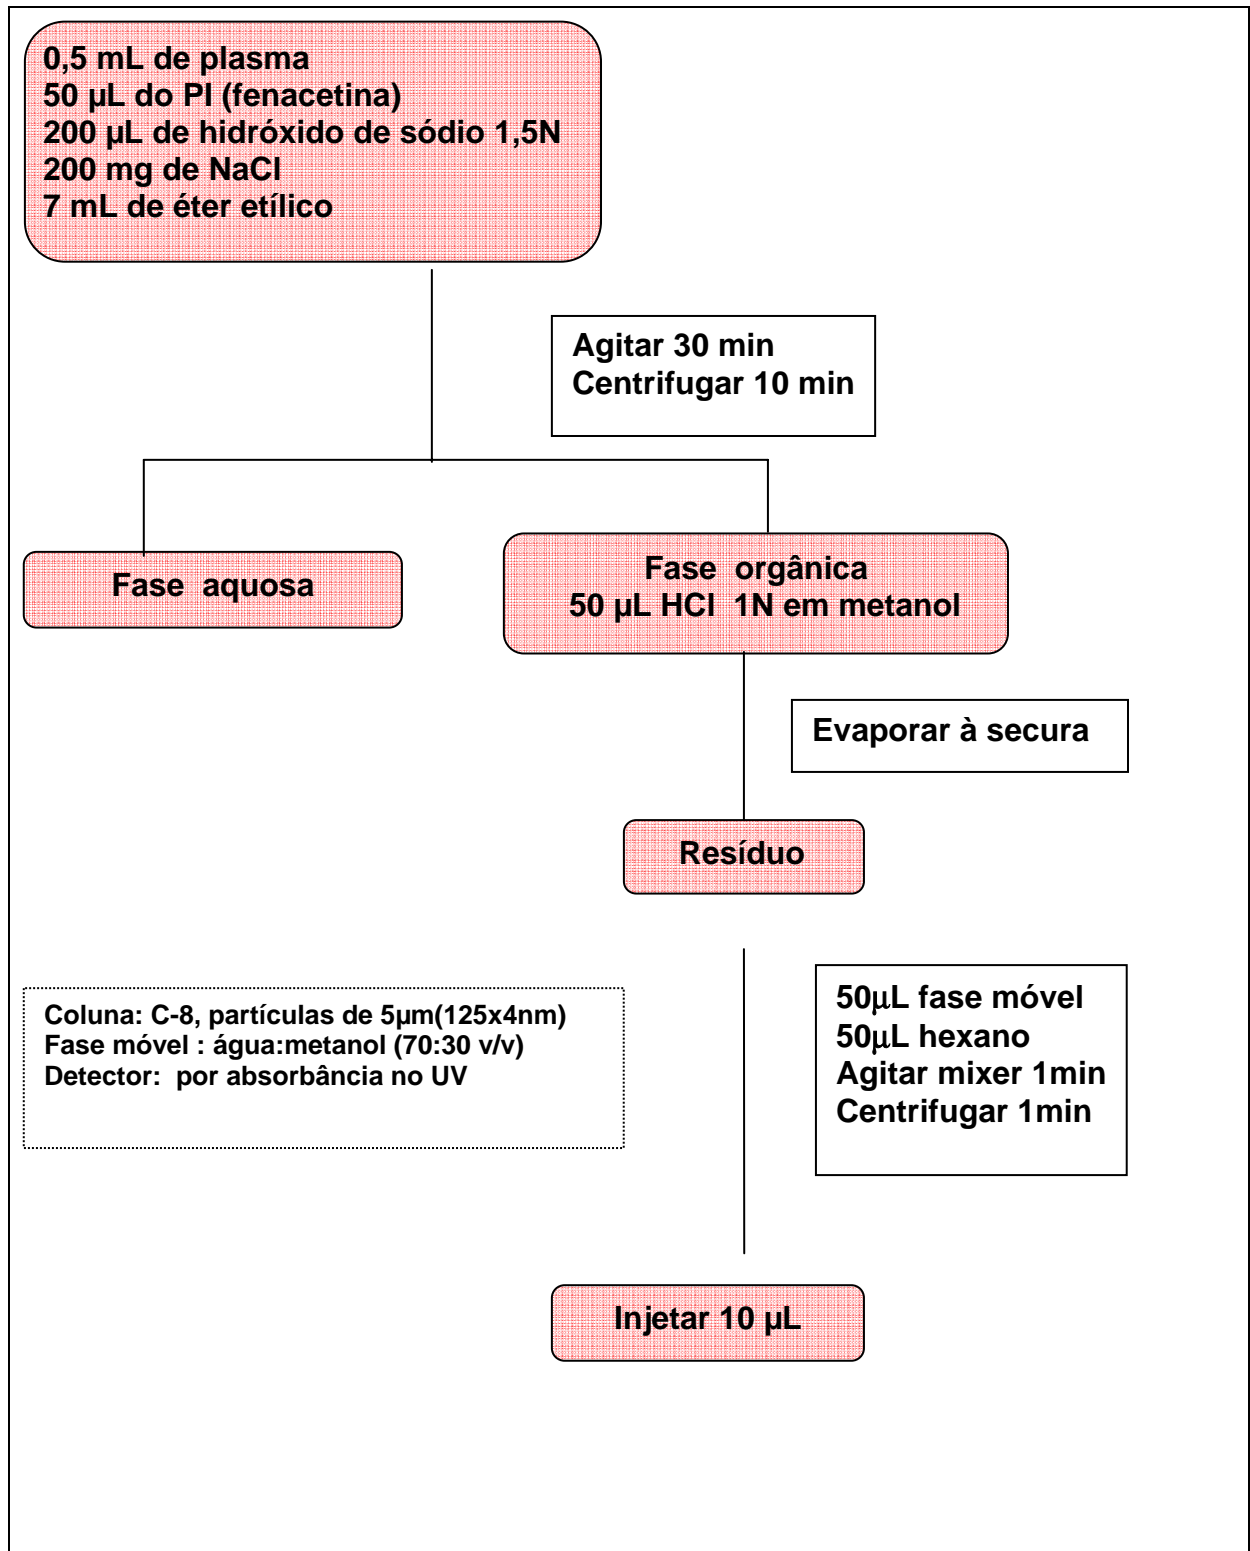 0,5 mL de plasma
50 µL do PI (fenacetina)
200 µL de hidróxido de sódio 1,5N
200 mg de NaCl
7 mL de éter etílico
Agitar 30 min
Centrifugar 10 min
Fase aquosa
Fase orgânica
50 µL HCl 1N em metanol
Evaporar à secura
Resíduo
Coluna: C-8, partículas de 5µm(125x4nm)
Fase móvel : água:metanol (70:30 v/v)
Detector: por absorbância no UV
50µL fase móvel
50µL hexano
Agitar mixer 1min
Centrifugar 1min
Injetar 10 µL